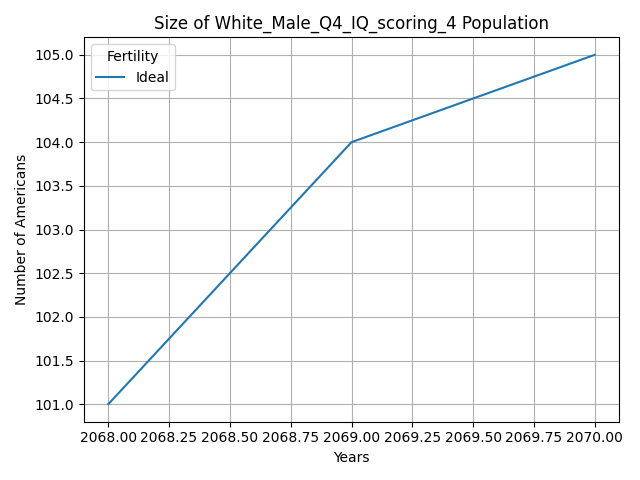 Size of White_Male_Q4_IQ_scoring_4 Population
Fertility
Ideal
105.0
104.5
104.0
103.5
103.0
102.5
102.0
101.5
101.0
Number of Americans
2068.00 2068.25 2068.50 2068.75 2069.00 2069.25 2069.50 2069.75 2070.00
Years